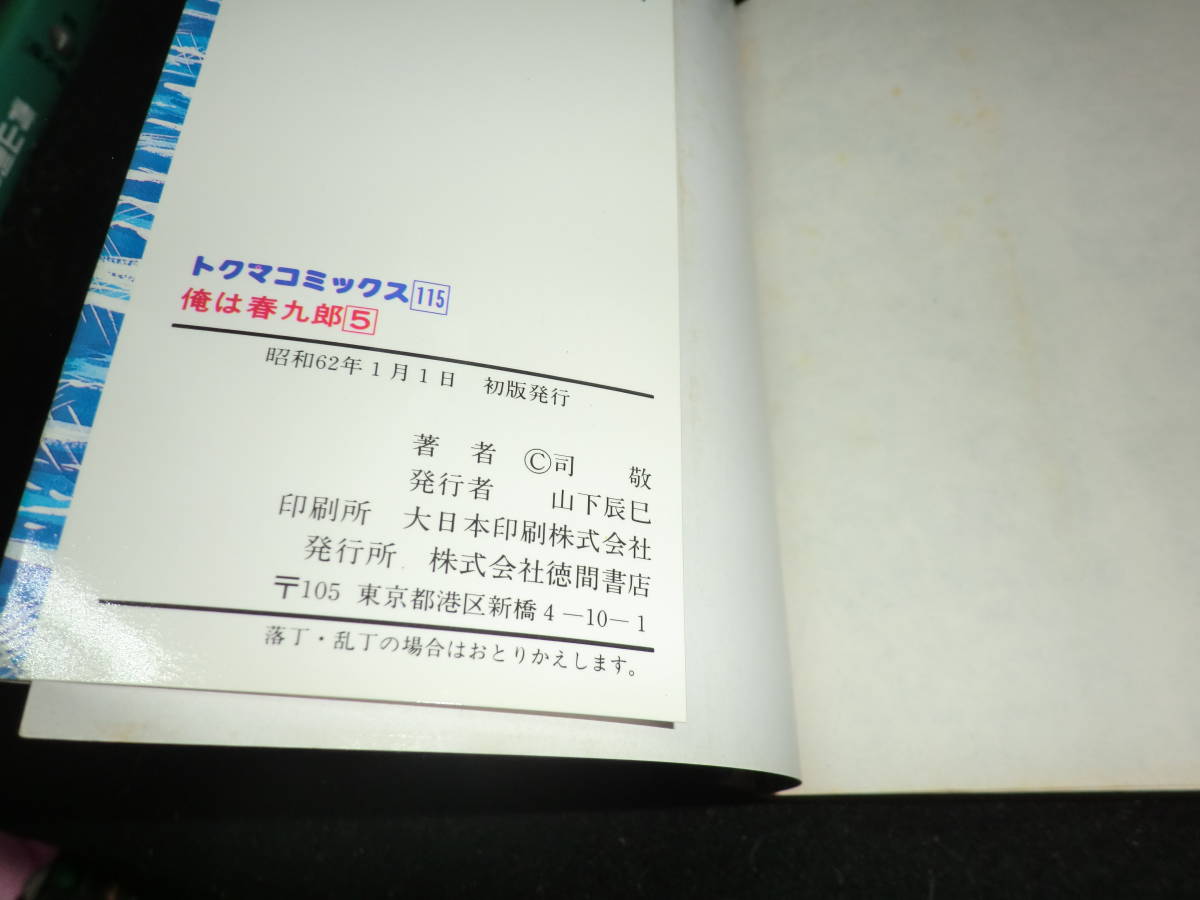 トクマコミックス115
俺は春九郎5
昭和62年1月1日 初版発行
著者 ©司 敬
発行者 山下辰巳
印刷所 大日本印刷株式会社
発行所 株式会社徳間書店
〒105 東京都港区新橋4-10-1
落丁・乱丁の場合はおとりかえします。